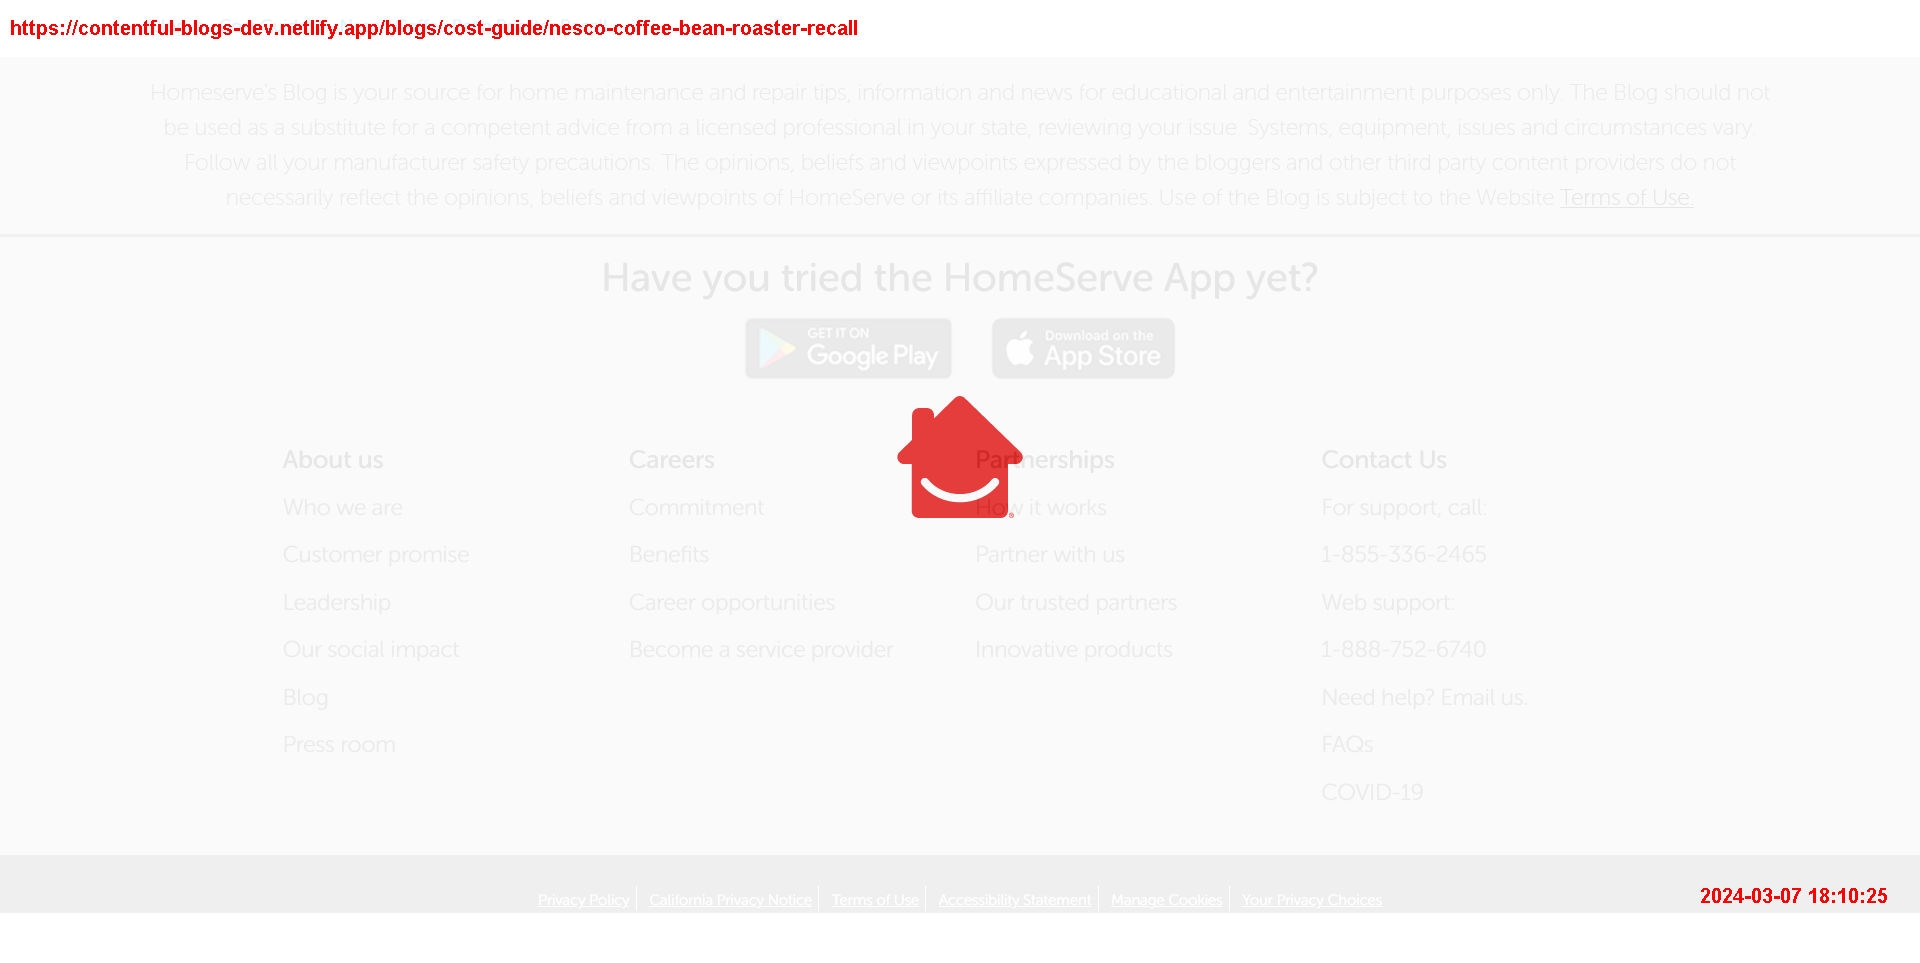 https://contentful-blogs-dev.netlify.app/blogs/cost-guide/nesco-coffee-bean-roaster-recall
Homeserve's Blog is your source for home maintenance and repair tips, information and news for educational and entertainment purposes only. The Blog should not
be used as a substitute for a competent advice from a licensed professional in your state, reviewing your issue. Systems, equipment, issues and circumstances vary.
Follow all your manufacturer safety precautions. The opinions, beliefs and viewpoints expressed by the bloggers and other third party content providers do not
necessarily reflect the opinions, beliefs and viewpoints of HomeServe or its affiliate companies. Use of the Blog is subject to the Website Terms of Use.
Have you tried the HomeServe App yet?
GET IT ON
Google Play
Download on the
App Store
About us
Who we are
Customer promise
Leadership
Our social impact
Blog
Press room
Careers
Commitment
Benefits
Career opportunities
Become a service provider
Partnerships
How it works
Partner with us
Our trusted partners
Innovative products
Contact Us
For support, call:
1-855-336-2465
Web support:
1-888-752-6740
Need help? Email us.
FAQs
COVID-19
Privacy Policy
California Privacy Notice
Terms of Use
Accessibility Statement
Manage Cookies
Your Privacy Choices
2024-03-07 18:10:25